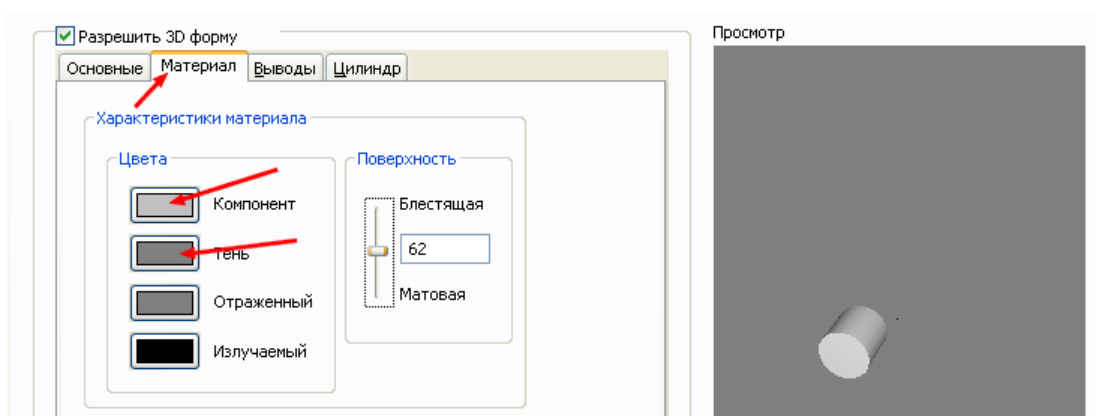 Разрешить 3D форму
Просмотр
Основные Материал Выводы Цилиндр
Характеристики материала
Цвета
Поверхность
Компонент
Блестящая
Тень
62
Отраженный
Матовая
Излучаемый